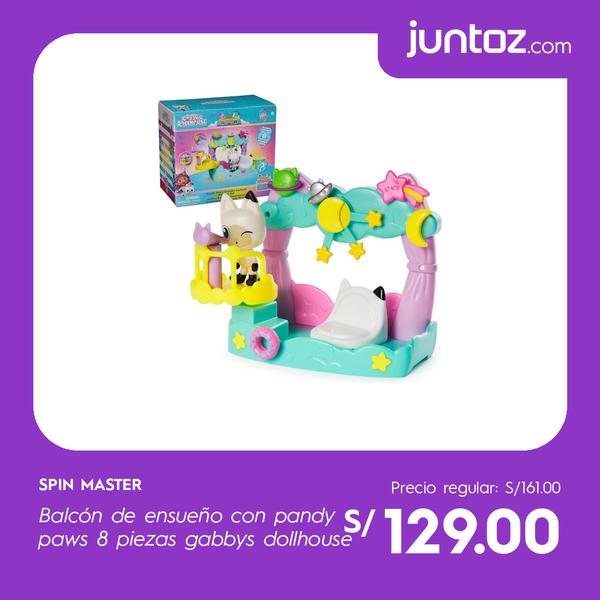 juntoz.com
SPIN MASTER
Balcón de ensueño con pandy
paws 8 piezas gabbys dollhouse
Precio regular: S/161.00
S/ 129.00